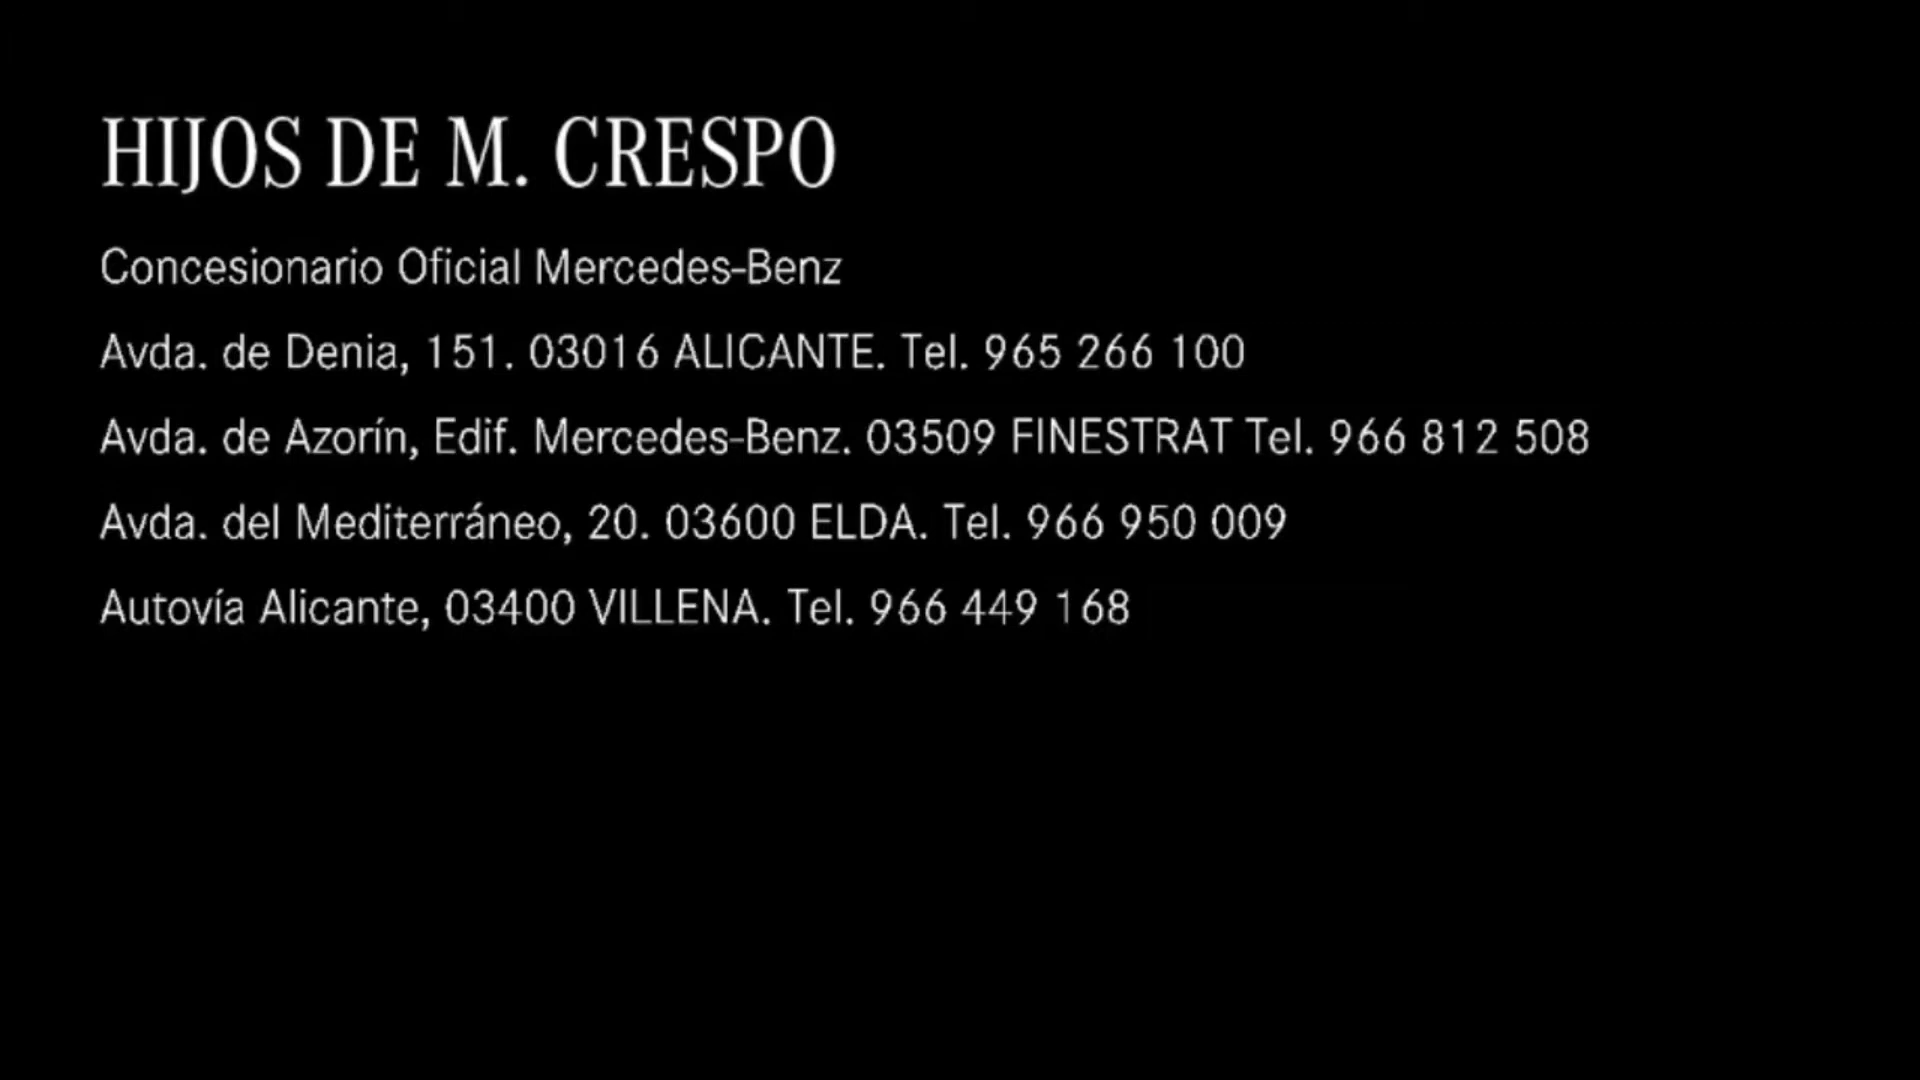 HIJOS DE M. CRESPO
Concesionario Oficial Mercedes-Benz
Avda. de Denia, 151. 03016 ALICANTE. Tel. 965 266 100
Avda. de Azorín, Edif. Mercedes-Benz. 03509 FINESTRAT Tel. 966 812 508
Avda. del Mediterráneo, 20. 03600 ELDA. Tel. 966 950 009
Autovía Alicante, 03400 VILLENA. Tel. 966 449 168